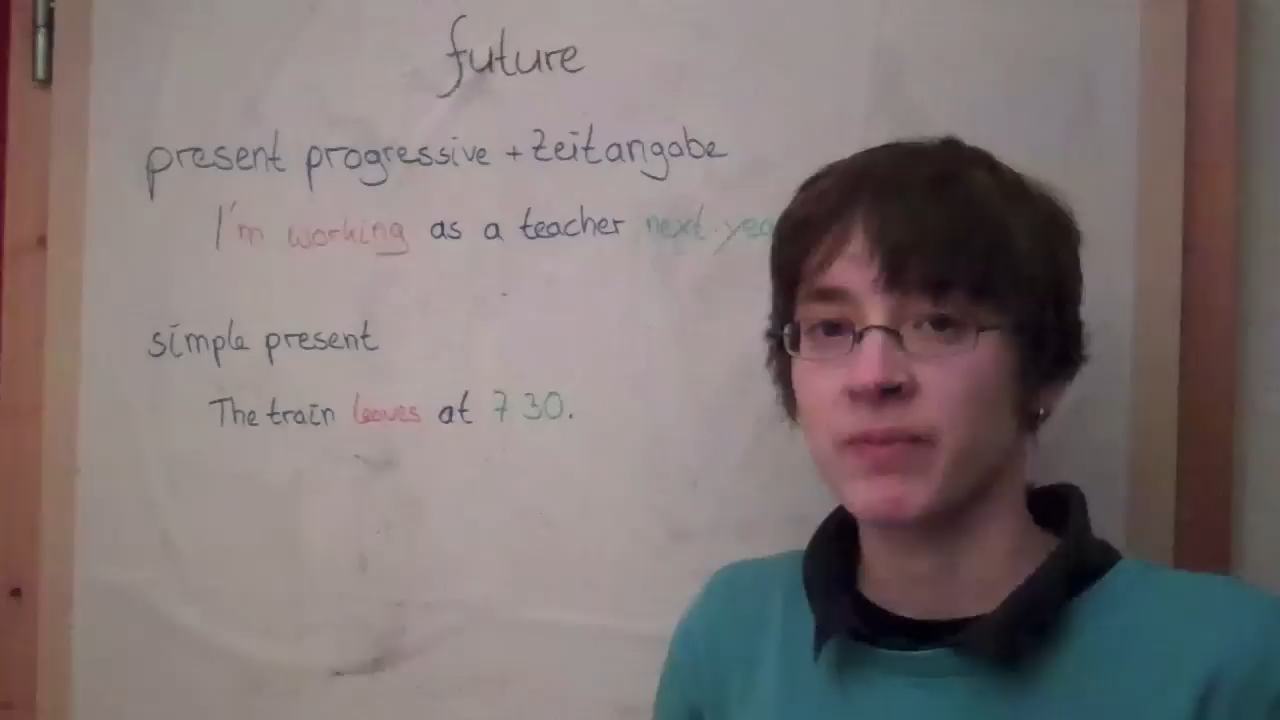 future
present progressive + Zeitangabe
I'm working as a teacher next
simple present
The train leaves at 7 30.